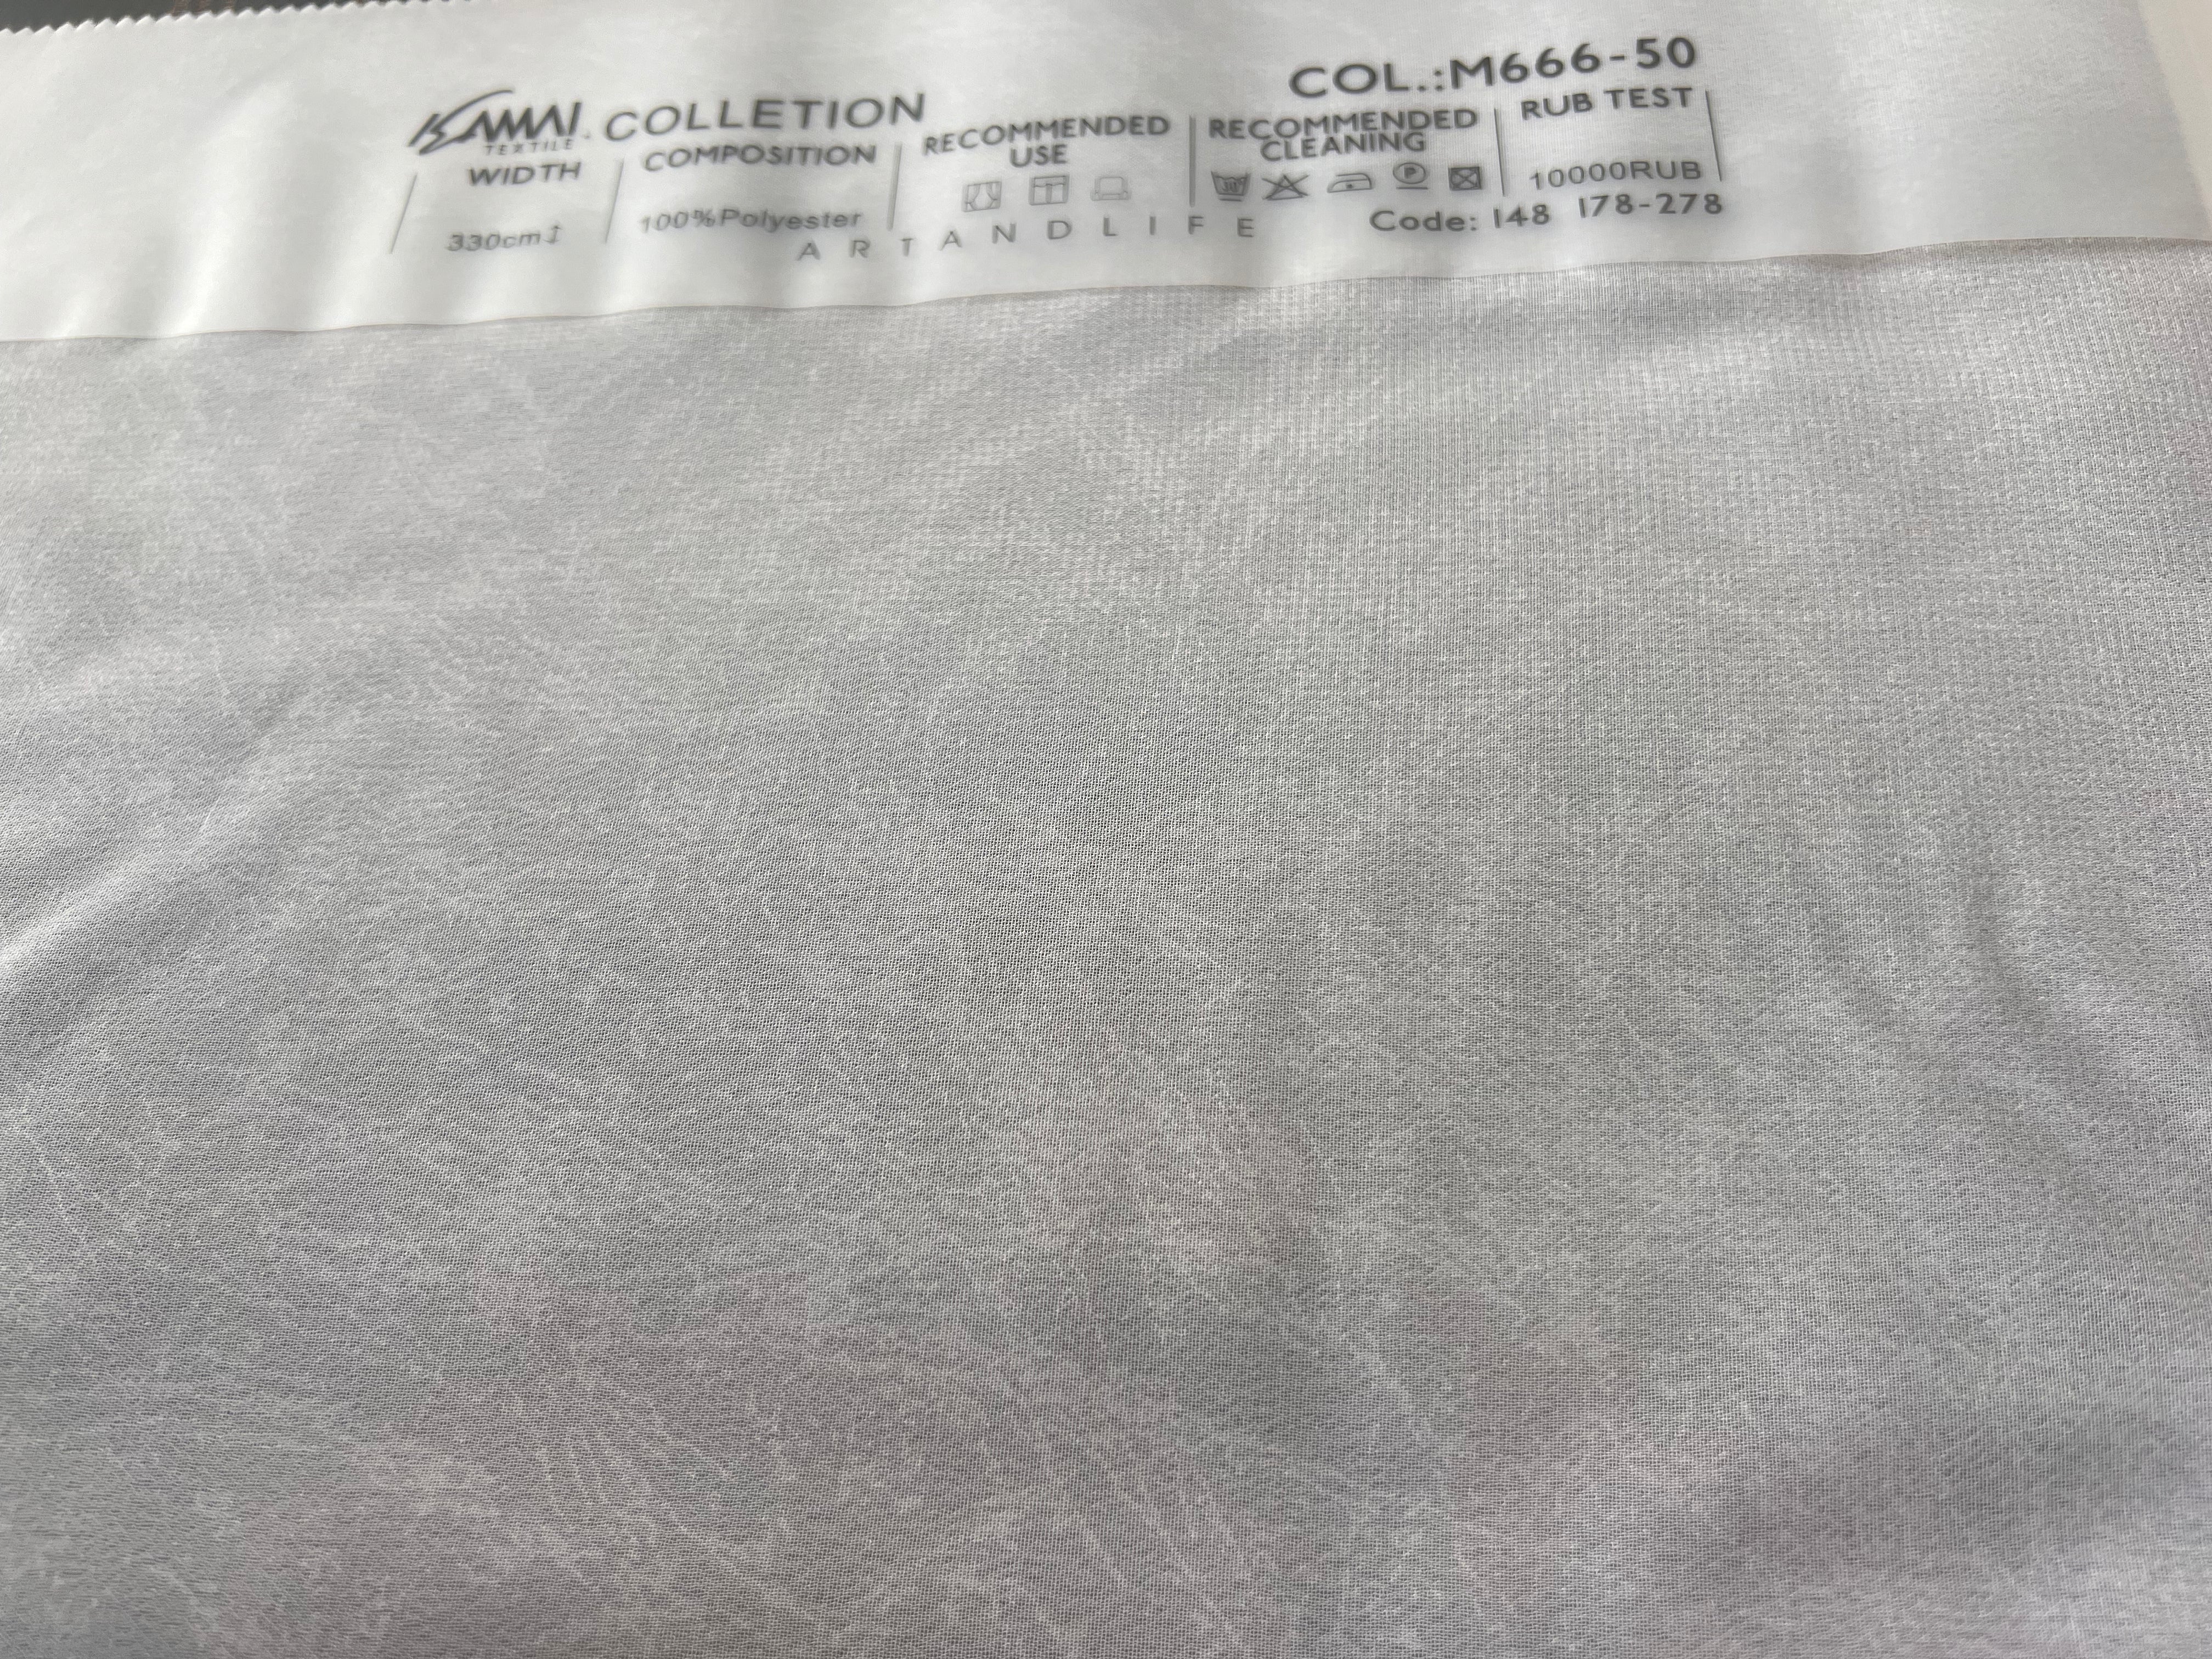 COL.:M666-50
KAMAI TEXTILE COLLETION
WIDTH
330cm
COMPOSITION
100%Polyester
RECOMMENDED
USE
RECOMMENDED
CLEANING
30 P
RUB TEST
10000RUB
ARTANDLIFE
Code: 148 178-278